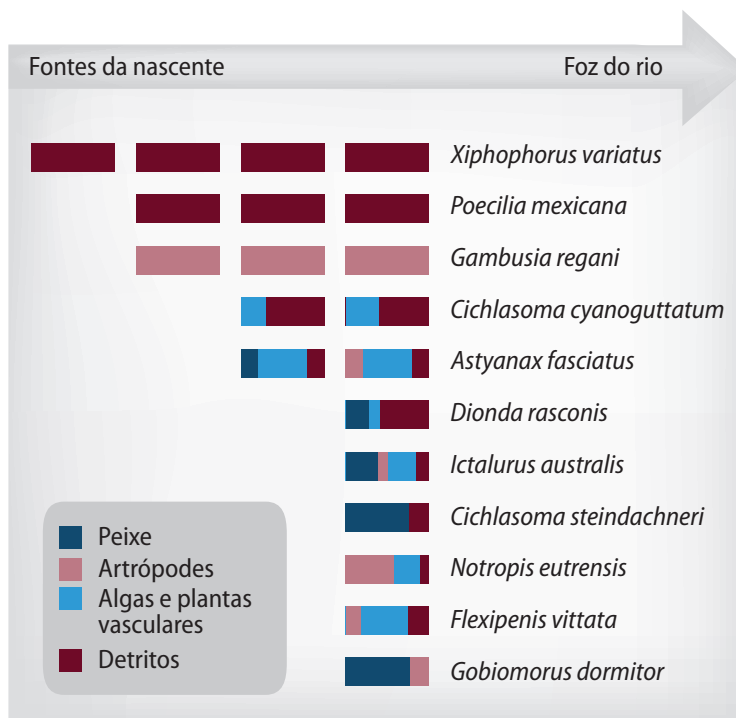 Fontes da nascente
Foz do rio
Xiphophorus variatus
Poecilia mexicana
Gambusia regani
Cichlasoma cyanoguttatum
Astyanax fasciatus
Dionda rasconis
Ictalurus australis
Cichlasoma steindachneri
Notropis eutrensis
Flexipenis vittata
Gobiomorus dormitor
Peixe
Artrópodes
Algas e plantas
vasculares
Detritos